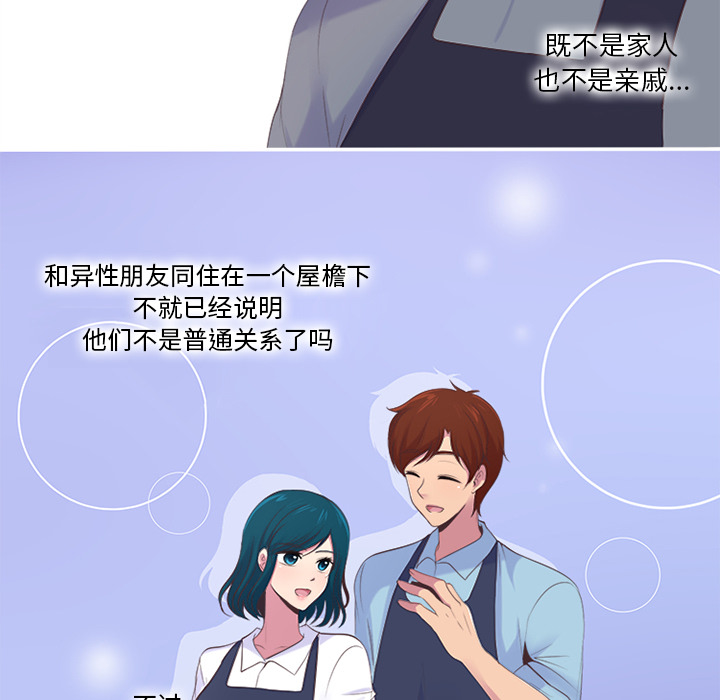 既不是家人
也不是亲戚...
和异性朋友同住在一个屋檐下
不就已经说明
他们不是普通关系了吗